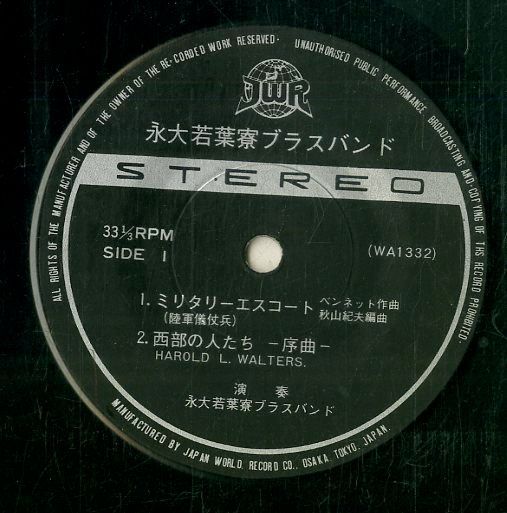 ALL RIGHTS OF THE MANUFACTURER AND OF THE OWNER OF THE RE-CORDED WORK RESERVED· UNAUTHORISED PUBLIC PERFORMANCE, BROADCASTING AND COPYING OF THS RECORD PROHIBITED.
JWR
永大若葉寮ブラスバンド
STEREO
33⅓RPM
SIDE I
(WA1332)
1. ミリタリーエスコート ベンネット作曲
(陸軍儀仗兵) 秋山紀夫編曲
2. 西部の人たち －序曲－
HAROLD L. WALTERS.
演奏
永大若葉寮ブラスバンド
MANUFACTURED BY JAPAN WORLD. RECORD CO., OSAKA, TOKYO, JAPAN.